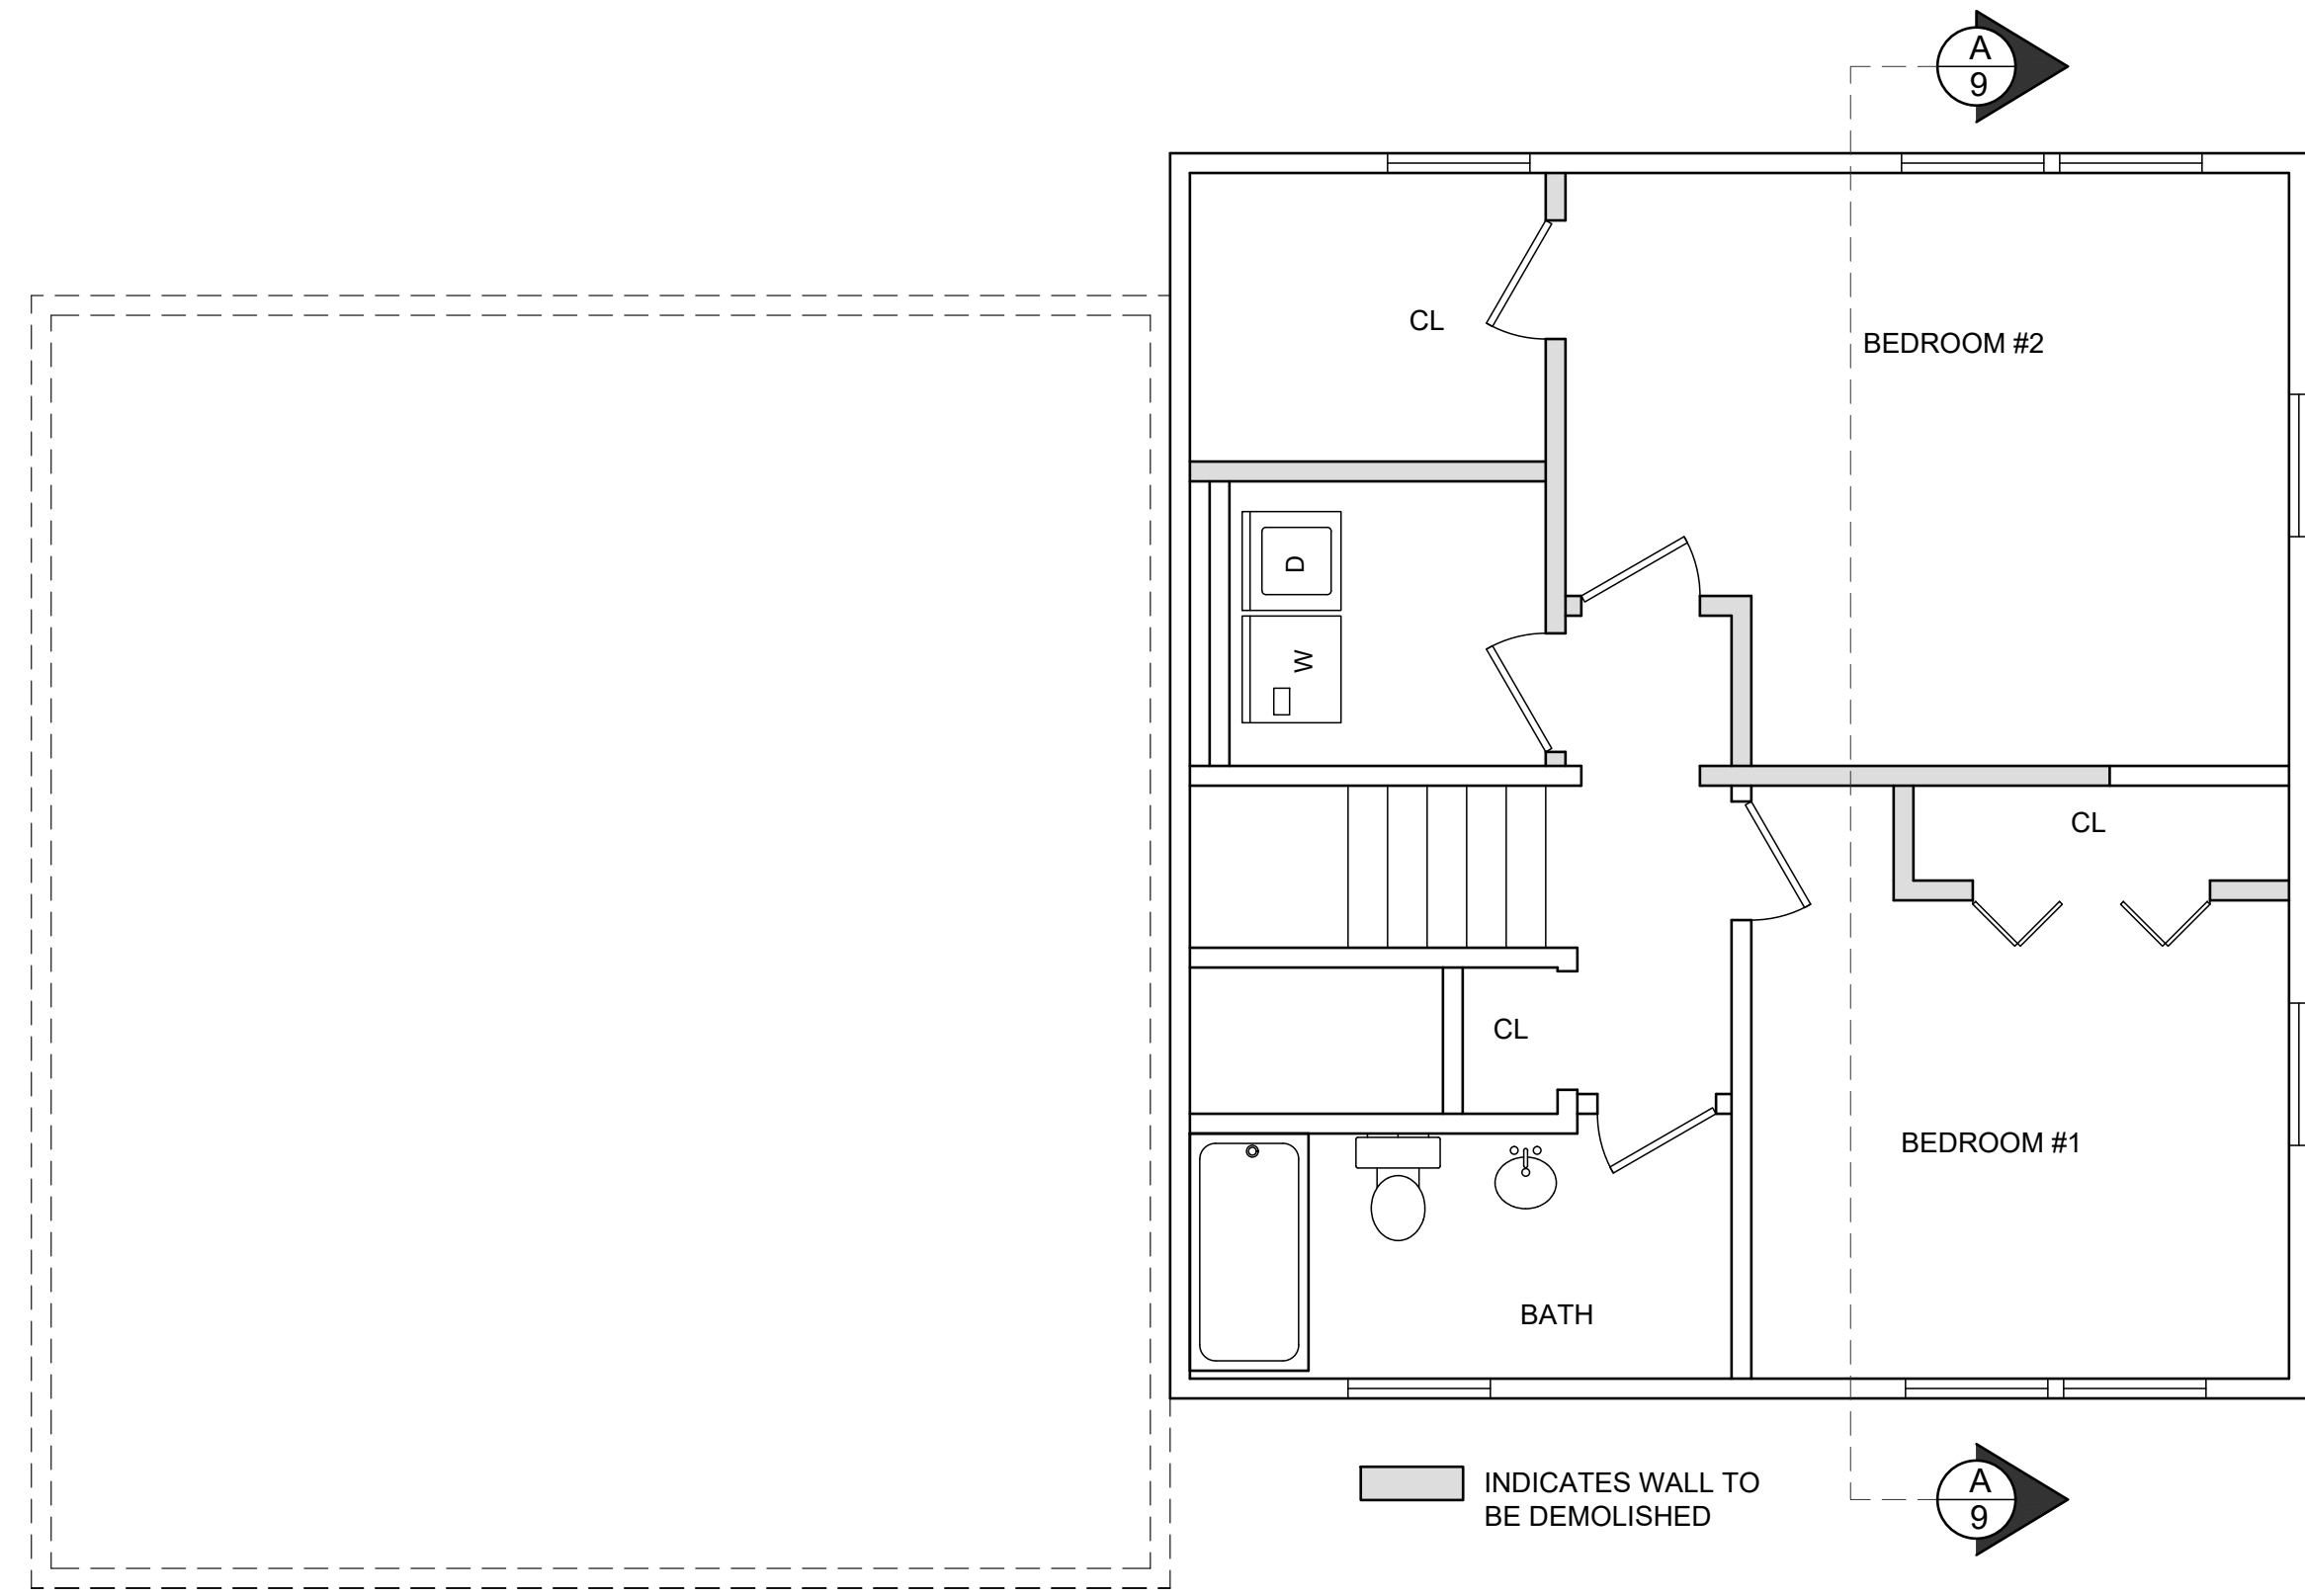 A
9
CL
BEDROOM #2
D
W
CL
CL
BEDROOM #1
BATH
INDICATES WALL TO
BE DEMOLISHED
A
9